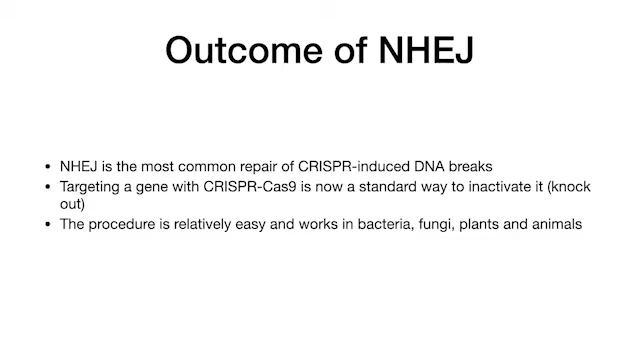 Outcome of NHEJ
• NHEJ is the most common repair of CRISPR-induced DNA breaks
• Targeting a gene with CRISPR-Cas9 is now a standard way to inactivate it (knock
out)
• The procedure is relatively easy and works in bacteria, fungi, plants and animals